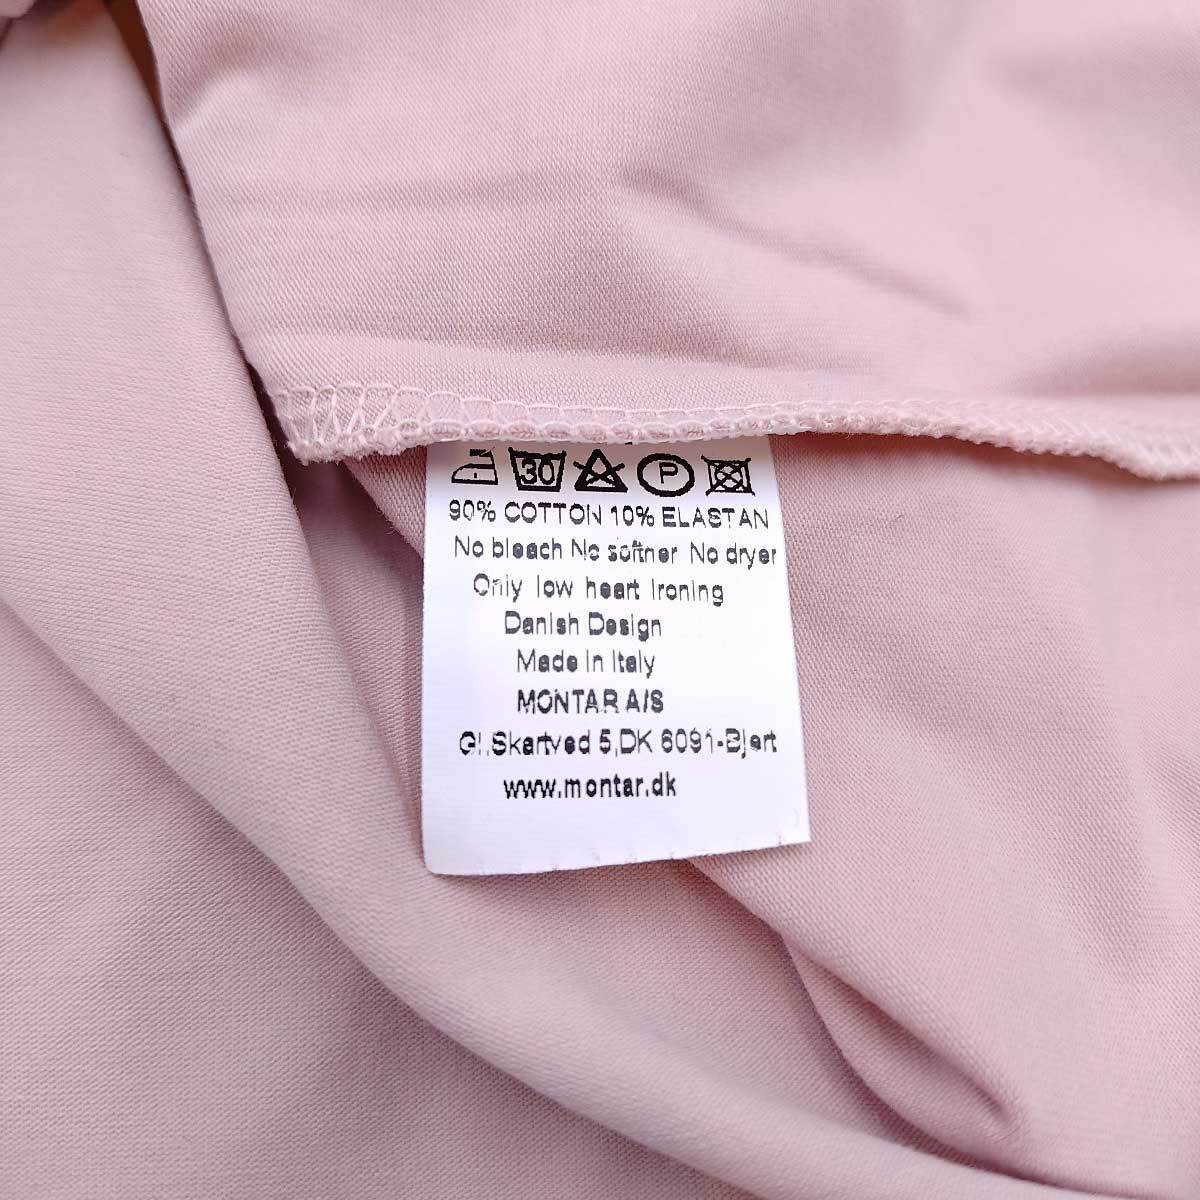 30 P
90% COTTON 10% ELASTAN
No bleach No softner No dryer
Only low heart Ironing
Danish Design
Made in Italy
MONTAR A/S
Gl.Skartved 5,DK 6091-Bjert
www.montar.dk